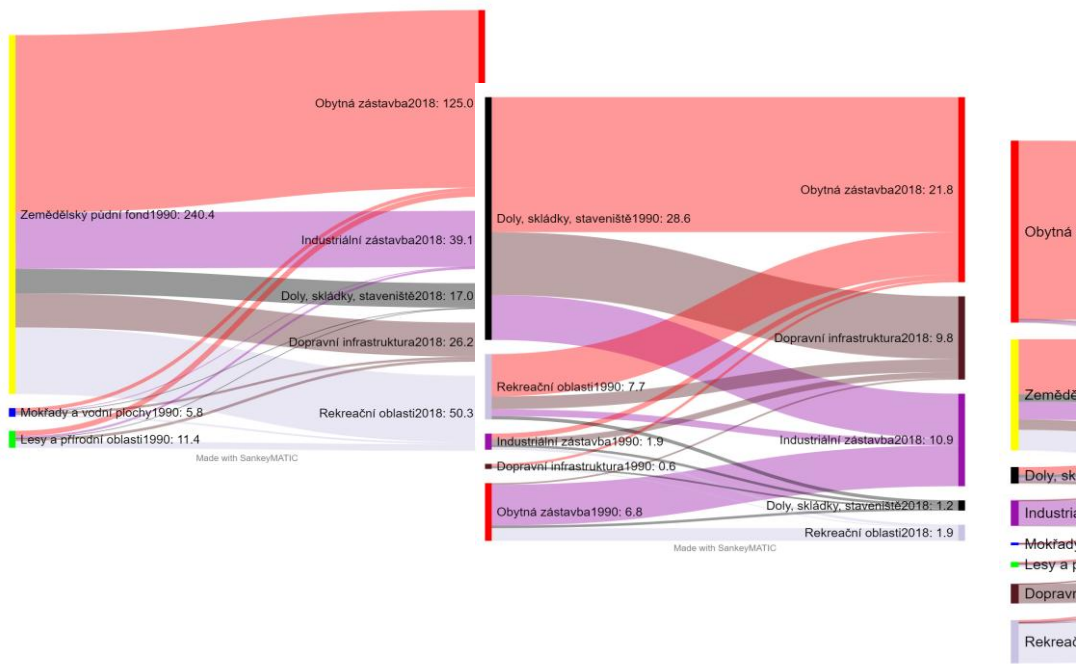 Obytná zástavba2018: 125.0
Zemědělský půdní fond1990: 240.4
Industriální zástavba2018: 39.1
Doly, skládky, staveniště2018: 17.0
Dopravní infrastruktura2018: 26.2
Rekreační oblasti2018: 50.3
Mokřady a vodní plochy1990: 5.8
Lesy a přírodní oblasti1990: 11.4
Made with SankeyMATIC
Obytná zástavba2018: 21.8
Doly, skládky, staveniště1990: 28.6
Dopravní infrastruktura2018: 9.8
Rekreační oblasti1990: 7.7
Industriální zástavba1990: 1.9
Industriální zástavba2018: 10.9
Dopravní infrastruktura1990: 0.6
Obytná zástavba1990: 6.8
Doly, skládky, staveniště2018: 1.2
Rekreační oblasti2018: 1.9
Made with SankeyMATIC
Obytná
Zemědě
Doly, sk
Industriá
Mokřady
Lesy a p
Dopravn
Rekreač